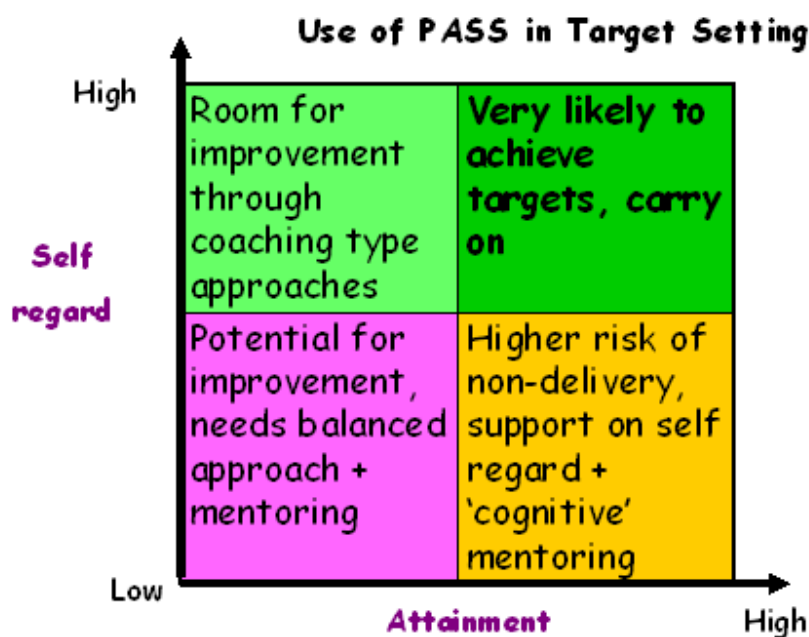 Use of PASS in Target Setting
High
Room for
improvement
through
coaching type
approaches
Very likely to
achieve
targets, carry
on
Self
regard
Potential for
improvement,
needs balanced
approach +
mentoring
Higher risk of
non-delivery,
support on self
regard +
‘cognitive’
mentoring
Low
Attainment
High